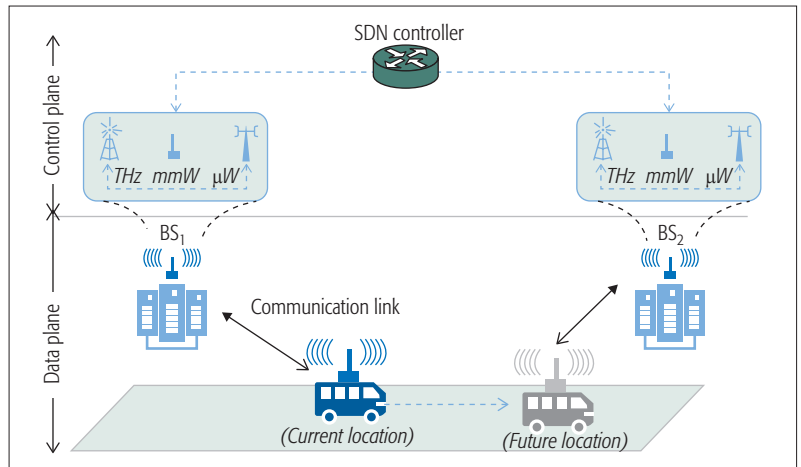 SDN controller
Control plane
THz mmW μW
THz mmW μW
BS1
BS2
Communication link
Data plane
(Current location)
(Future location)